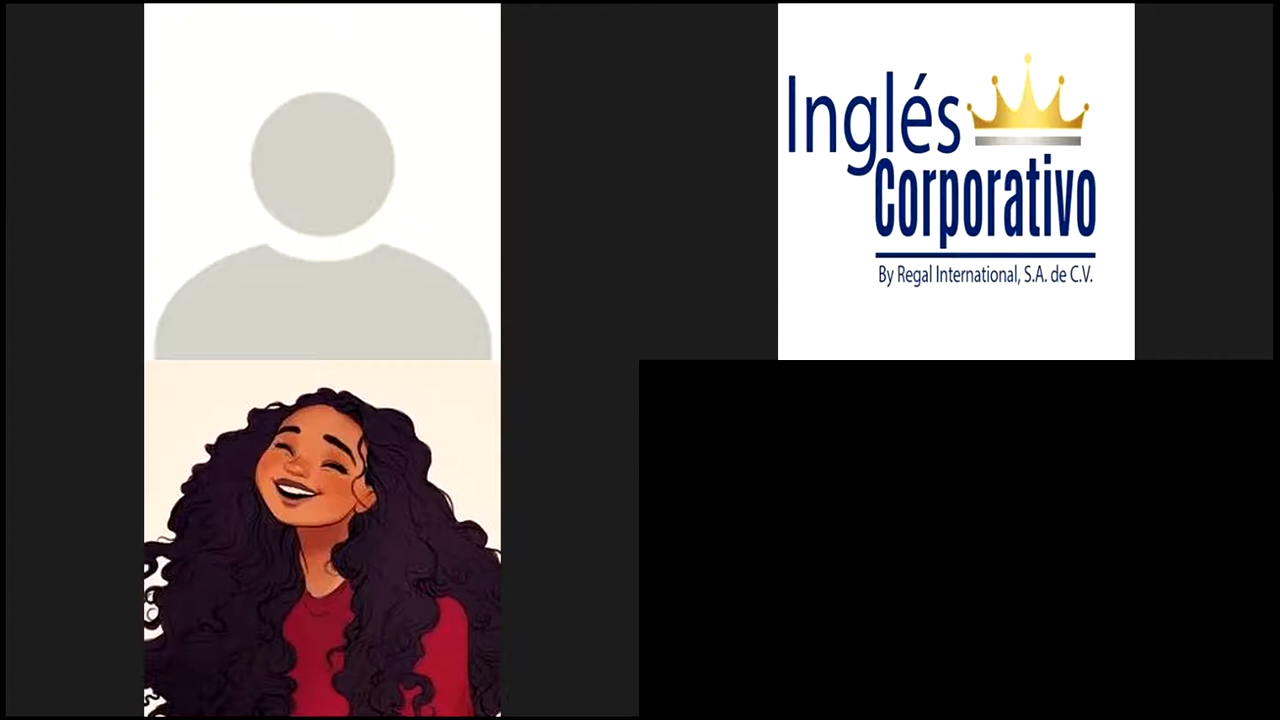 Inglés
Corporativo
By Regal International, S.A. de C.V.